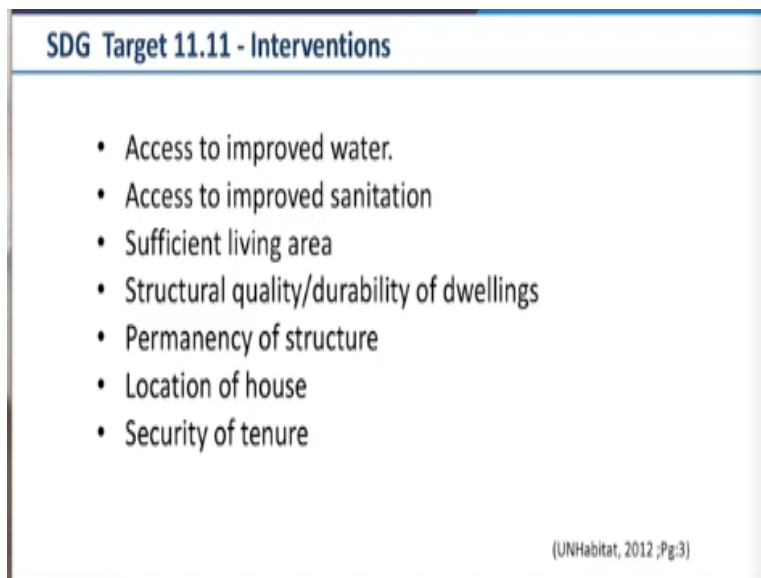 SDG Target 11.11 - Interventions
• Access to improved water.
• Access to improved sanitation
• Sufficient living area
• Structural quality/durability of dwellings
• Permanency of structure
• Location of house
• Security of tenure
(UNHabitat, 2012 ;Pg:3)